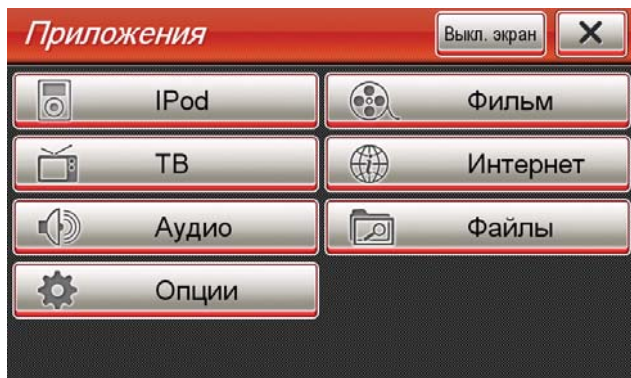 Приложения
Выкл. экран
IPod
Фильм
ТВ
Интернет
Аудио
Файлы
Опции